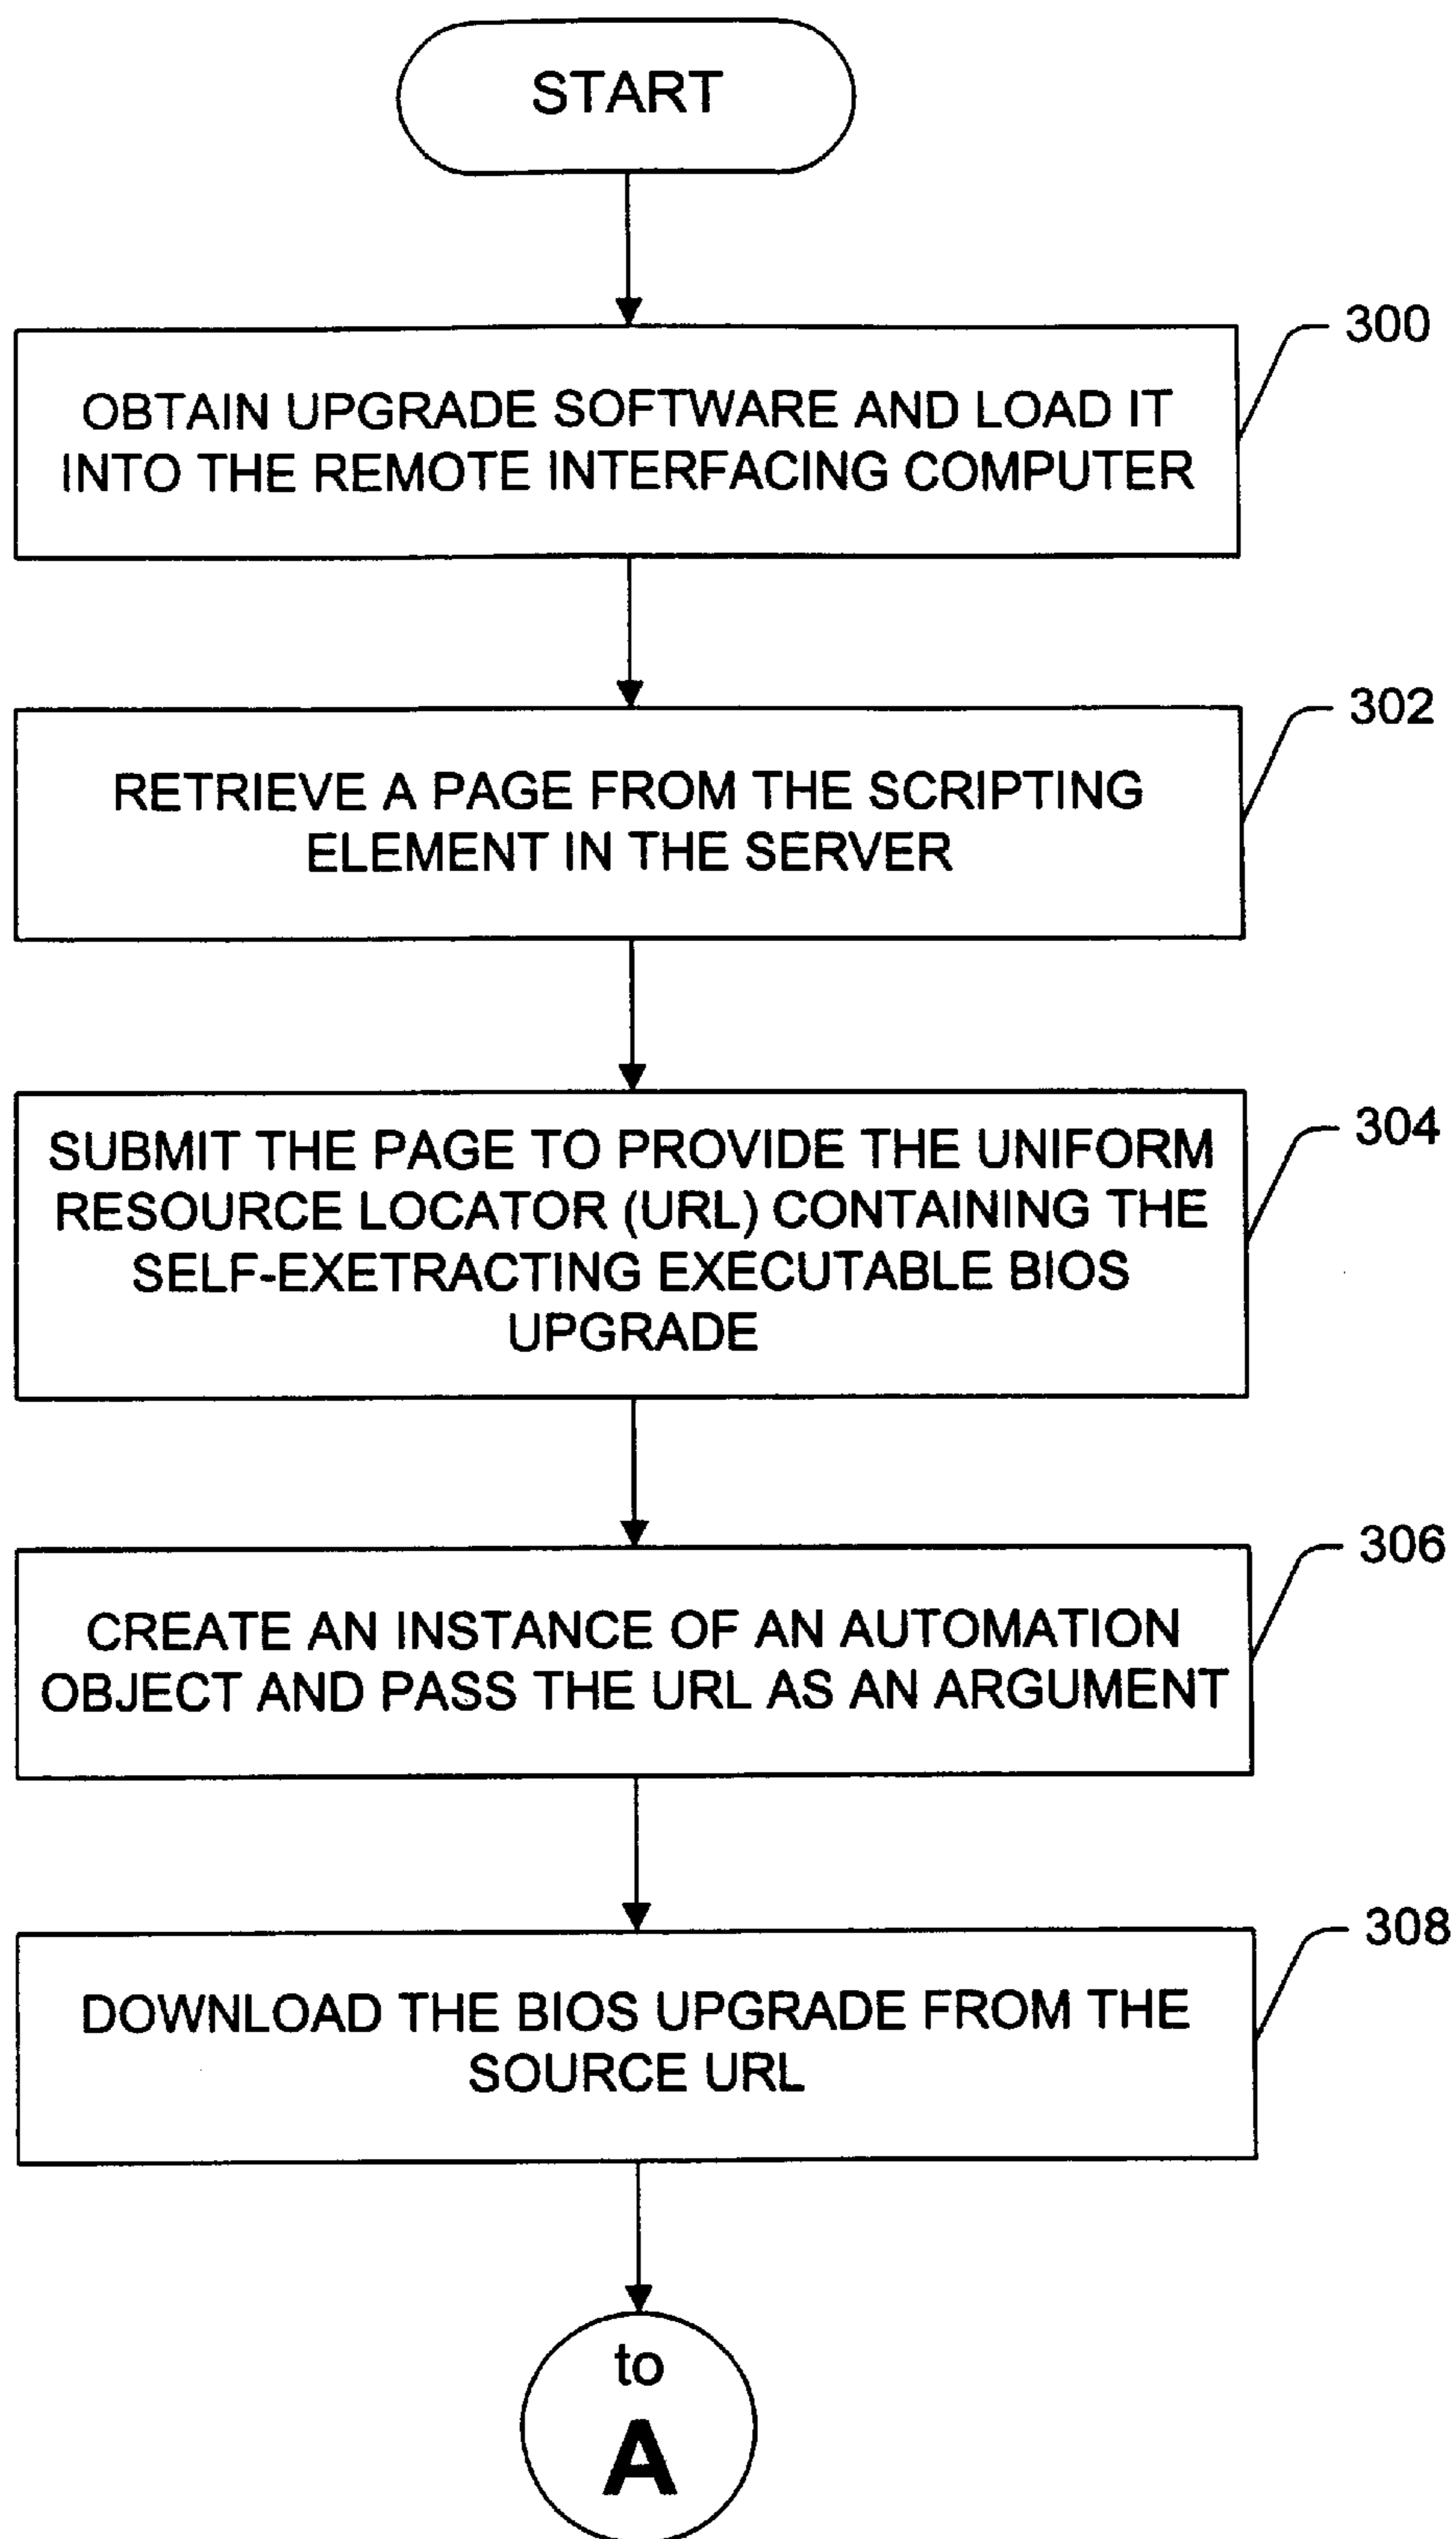 START
300
OBTAIN UPGRADE SOFTWARE AND LOAD IT
INTO THE REMOTE INTERFACING COMPUTER
302
RETRIEVE A PAGE FROM THE SCRIPTING
ELEMENT IN THE SERVER
304
SUBMIT THE PAGE TO PROVIDE THE UNIFORM
RESOURCE LOCATOR (URL) CONTAINING THE
SELF-EXETRACTING EXECUTABLE BIOS
UPGRADE
306
CREATE AN INSTANCE OF AN AUTOMATION
OBJECT AND PASS THE URL AS AN ARGUMENT
308
DOWNLOAD THE BIOS UPGRADE FROM THE
SOURCE URL
to
A